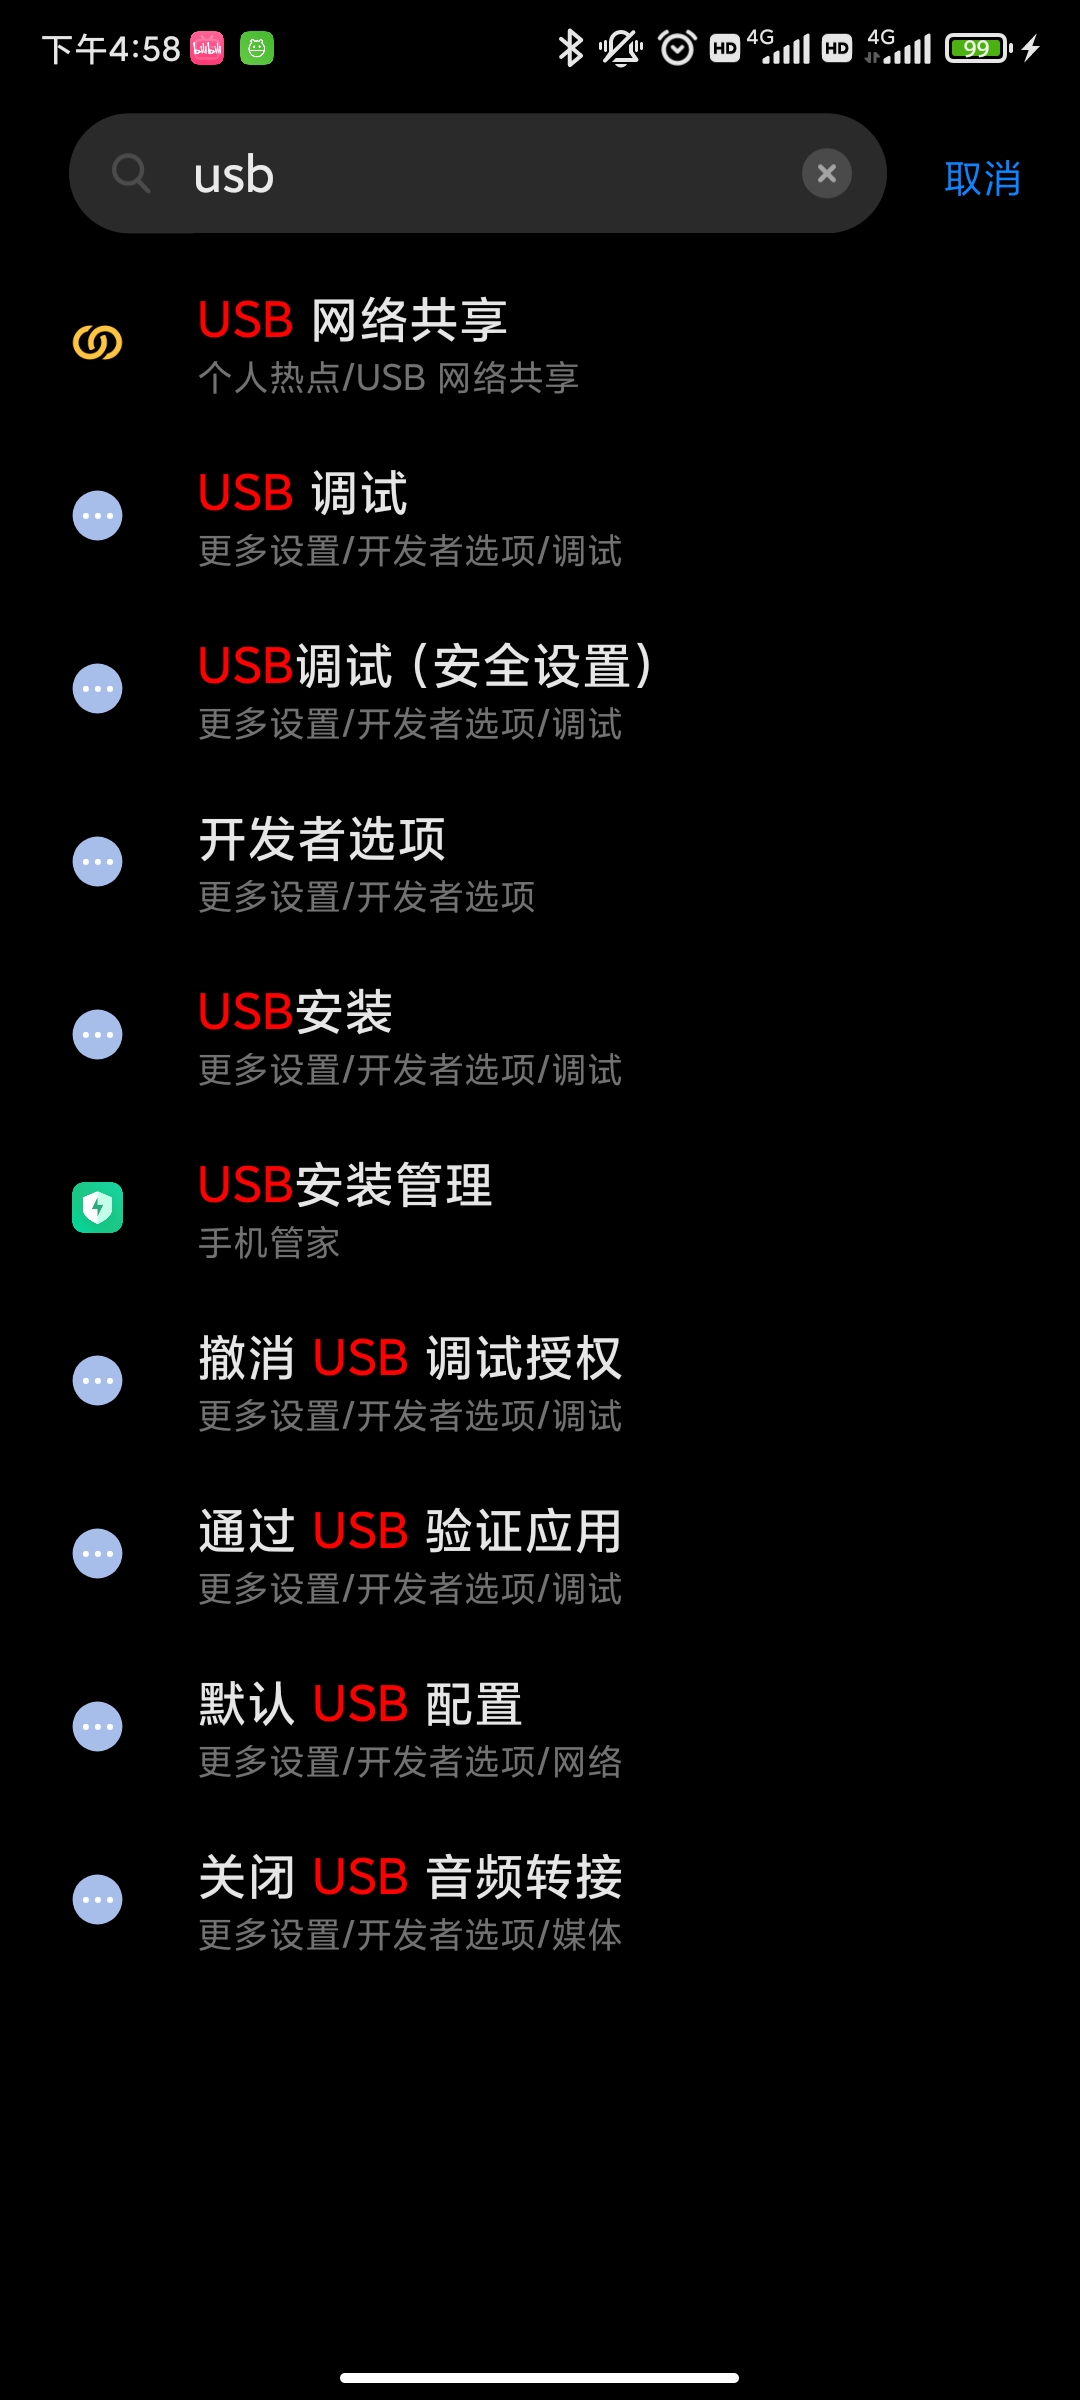 下午4:58
bilibili
HD
4G
HD
4G
99
usb
取消
USB 网络共享
个人热点/USB 网络共享
USB 调试
更多设置/开发者选项/调试
USB调试（安全设置）
更多设置/开发者选项/调试
开发者选项
更多设置/开发者选项
USB安装
更多设置/开发者选项/调试
USB安装管理
手机管家
撤消 USB 调试授权
更多设置/开发者选项/调试
通过 USB 验证应用
更多设置/开发者选项/调试
默认 USB 配置
更多设置/开发者选项/网络
关闭 USB 音频转接
更多设置/开发者选项/媒体